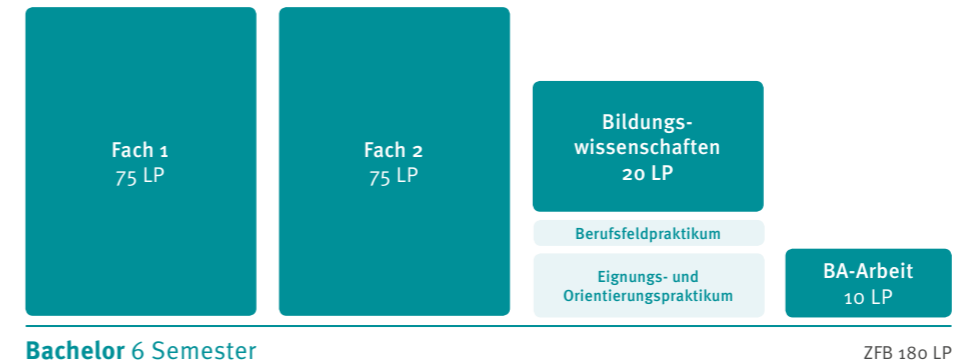 Fach 1
75 LP
Fach 2
75 LP
Bildungs-
wissenschaften
20 LP
Berufsfeldpraktikum
Eignungs- und
Orientierungspraktikum
BA-Arbeit
10 LP
Bachelor 6 Semester
ZFB 180 LP